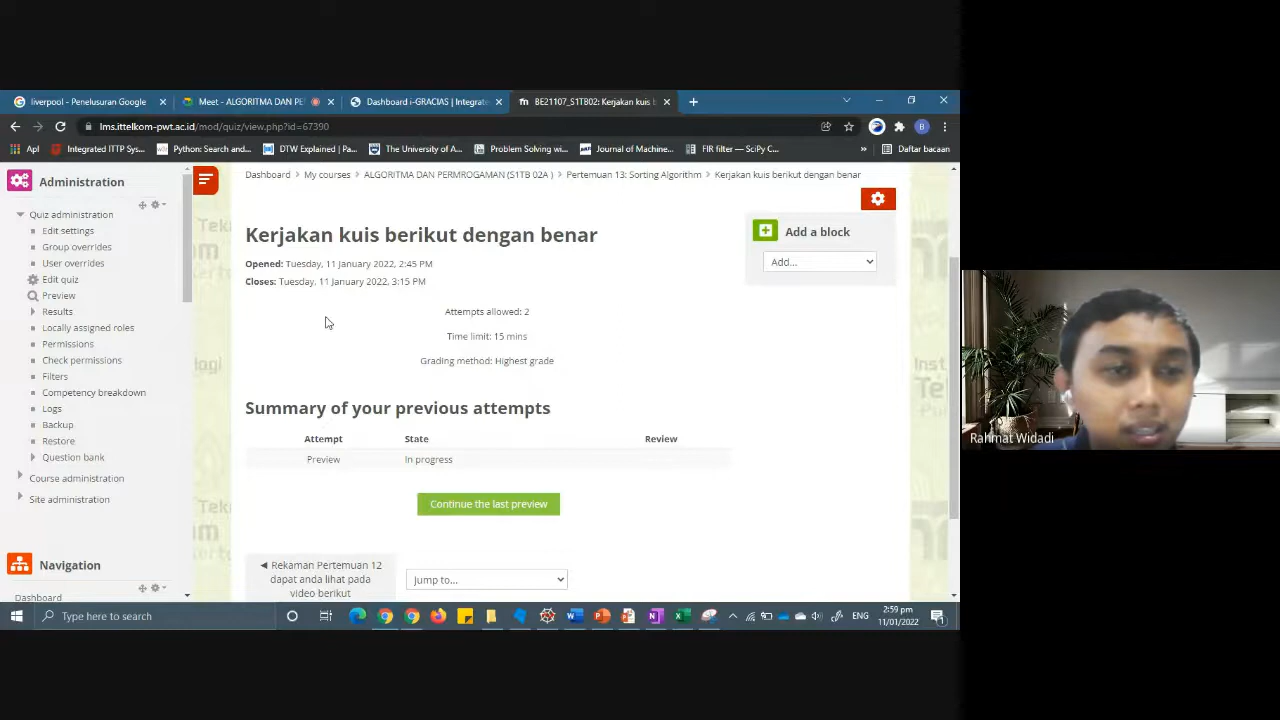 liverpool - Penelusuran Google
Meet - ALGORITMA DAN PE
Dashboard i-GRACIAS | Integrate
BE21107_S1TB02: Kerjakan kuis b
lms.ittelkom-pwt.ac.id/mod/quiz/view.php?id=67390
B
Apl
Integrated ITTP Sys...
Python: Search and...
DTW Explained | Pa...
The University of A...
Problem Solving wi...
Journal of Machine...
FIR filter — SciPy C...
»
Daftar bacaan
Administration
Quiz administration
Edit settings
Group overrides
User overrides
Edit quiz
Preview
Results
Locally assigned roles
Permissions
Check permissions
Filters
Competency breakdown
Logs
Backup
Restore
Question bank
Course administration
Site administration
Navigation
Dashboard
Dashboard > My courses > ALGORITMA DAN PERMROGAMAN (S1TB 02A ) > Pertemuan 13: Sorting Algorithm > Kerjakan kuis berikut dengan benar
Kerjakan kuis berikut dengan benar
Opened: Tuesday, 11 January 2022, 2:45 PM
Closes: Tuesday, 11 January 2022, 3:15 PM
Attempts allowed: 2
Time limit: 15 mins
Grading method: Highest grade
Summary of your previous attempts
Attempt State Review
Preview In progress
Continue the last preview
◄ Rekaman Pertemuan 12
dapat anda lihat pada
video berikut
Jump to...
Add a block
Add...
Rahmat Widadi
Type here to search
ENG
2:59 pm
11/01/2022